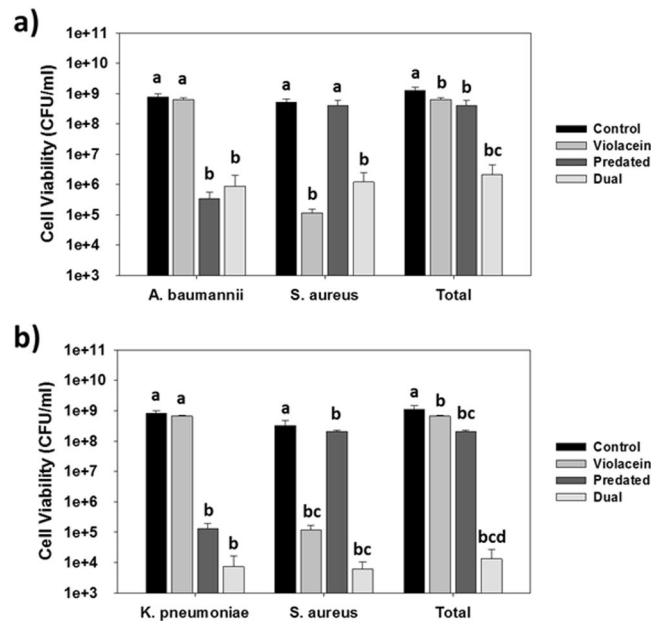 a)
1e+11
1e+10
1e+9
1e+8
1e+7
1e+6
1e+5
1e+4
1e+3
Cell Viability (CFU/ml)
a a b b a b a b a b b bc
A. baumannii S. aureus Total
Control
Violacein
Predated
Dual
b)
1e+11
1e+10
1e+9
1e+8
1e+7
1e+6
1e+5
1e+4
1e+3
Cell Viability (CFU/ml)
a a b b a bc b bc a b bc bcd
K. pneumoniae S. aureus Total
Control
Violacein
Predated
Dual